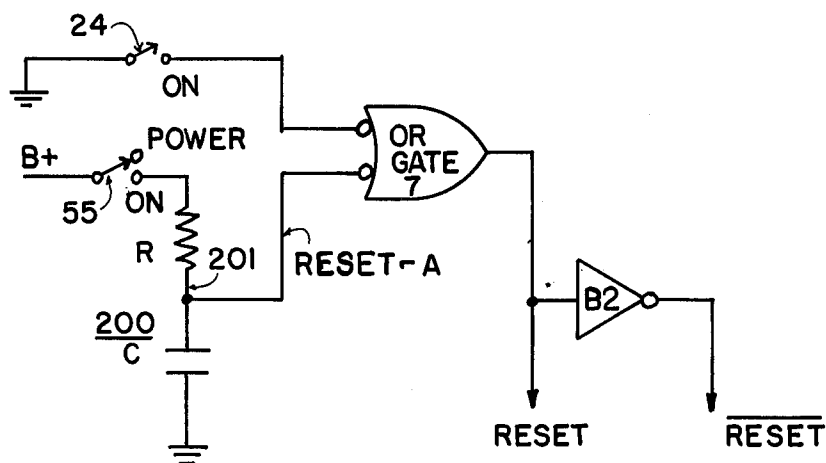 24
ON
POWER
B+
ON
55
OR
GATE
7
R
201
RESET-A
200
C
B2
RESET
RESET